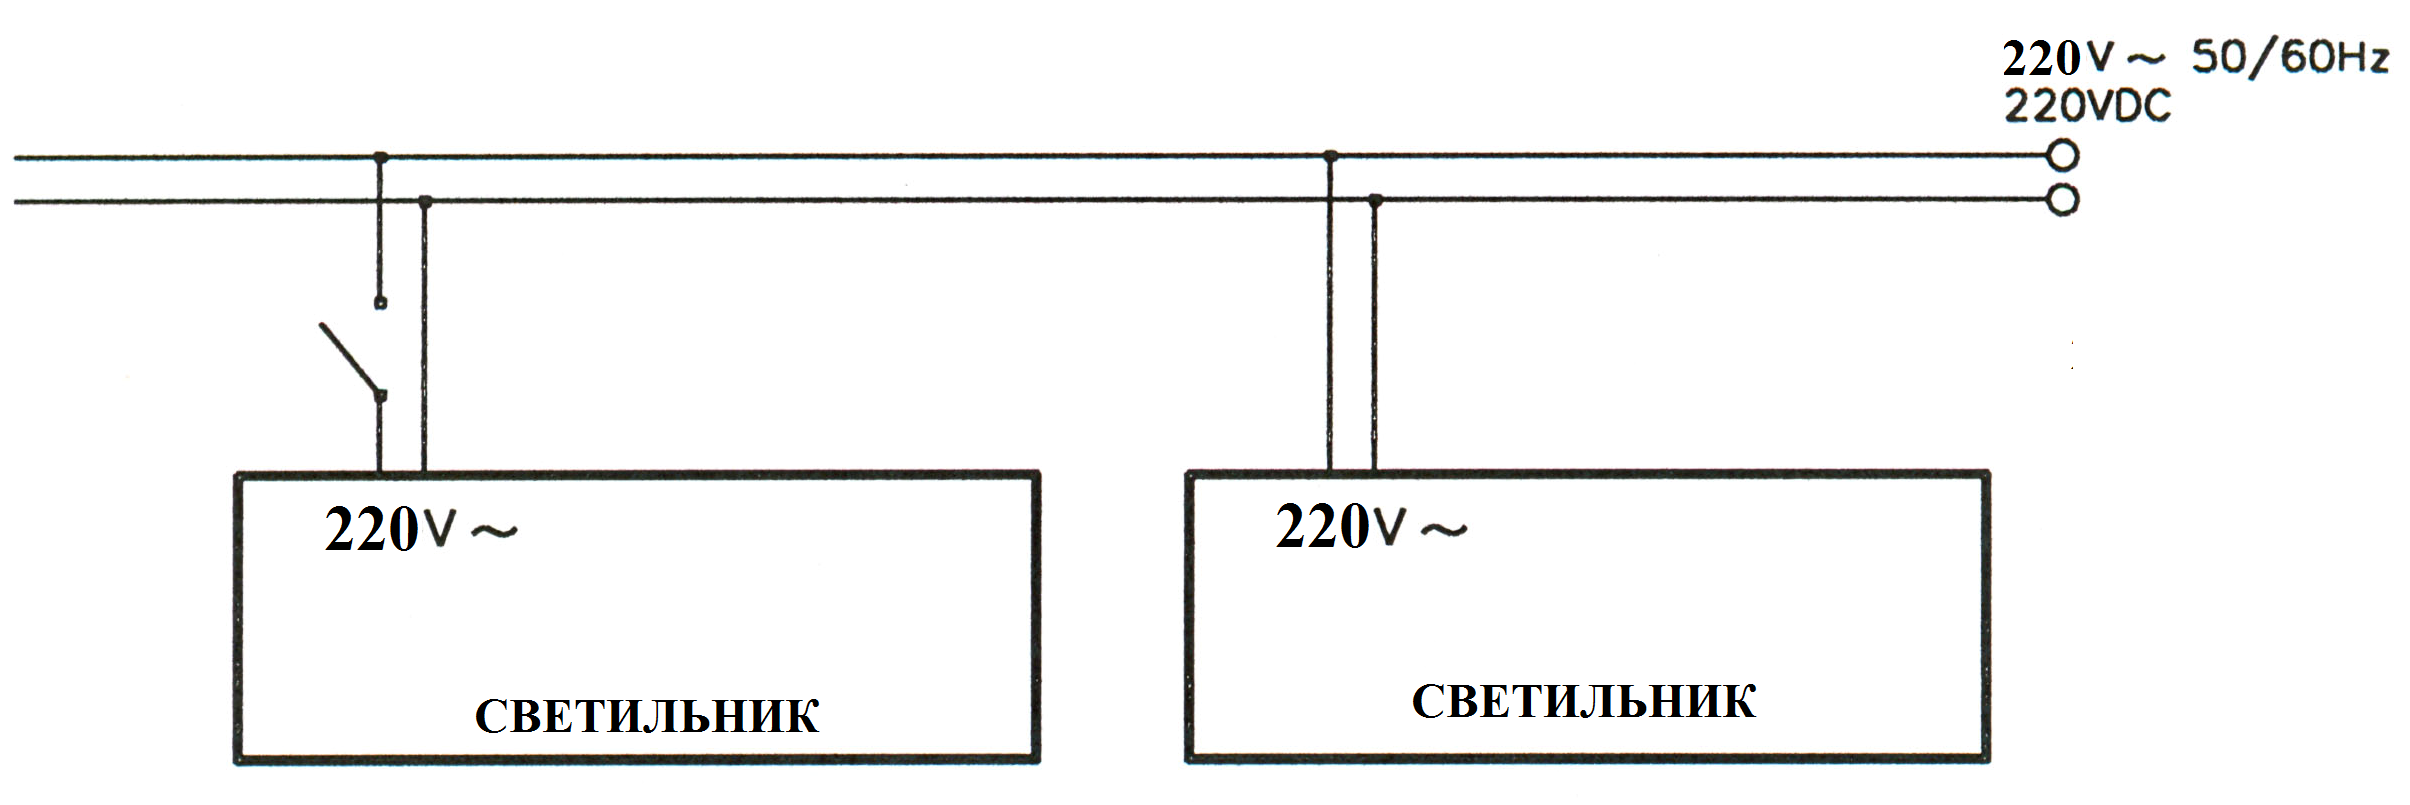 220V ~ 50/60Hz
220VDC
220V ~
220V ~
СВЕТИЛЬНИК
СВЕТИЛЬНИК